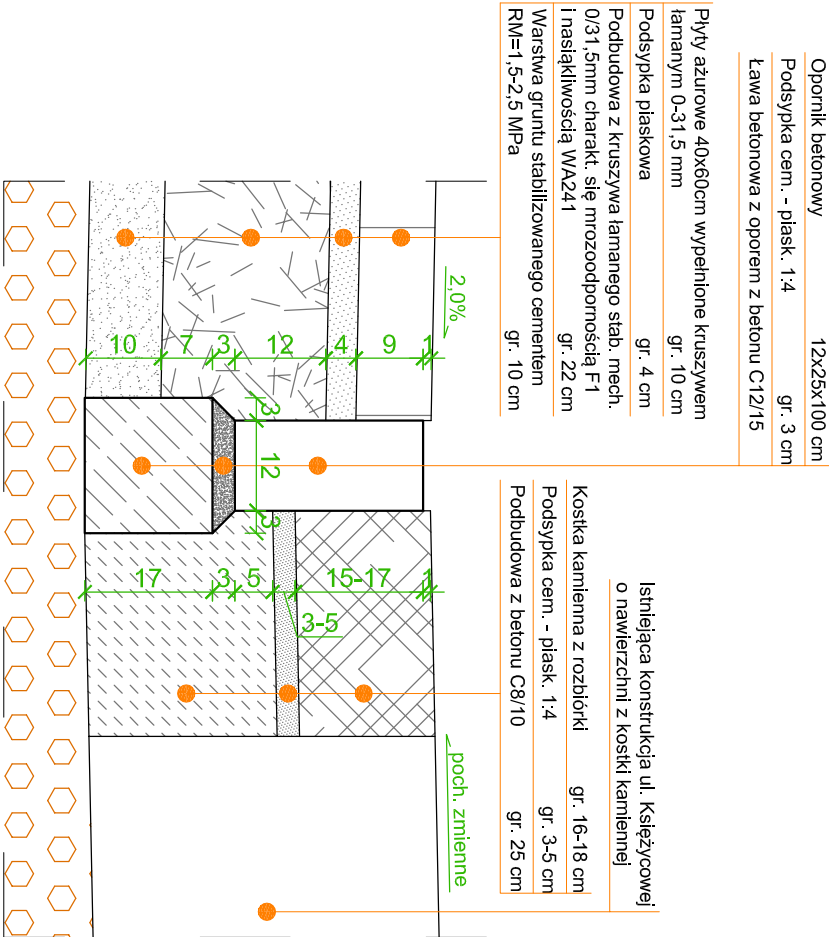 Opornik betonowy 12x25x100 cm
Podsypka cem. - piask. 1:4 gr. 3 cm
Ława betonowa z oporem z betonu C12/15
Płyty ażurowe 40x60cm wypełnione kruszywem
łamanym 0-31,5 mm gr. 10 cm
Podsypka piaskowa gr. 4 cm
Podbudowa z kruszywa łamanego stab. mech.
0/31,5mm charakt. się mrozoodpornością F1
i nasiąkliwością WA241 gr. 22 cm
Warstwa gruntu stabilizowanego cementem
RM=1,5-2,5 MPa gr. 10 cm
Istniejąca konstrukcja ul. Księżycowej
o nawierzchni z kostki kamiennej
Kostka kamienna z rozbiórki gr. 16-18 cm
Podsypka cem. - piask. 1:4 gr. 3-5 cm
Podbudowa z betonu C8/10 gr. 25 cm
2,0%
poch. zmienne
1
9
4
12
3
7
10
3
12
3
1
15-17
3-5
5
3
17